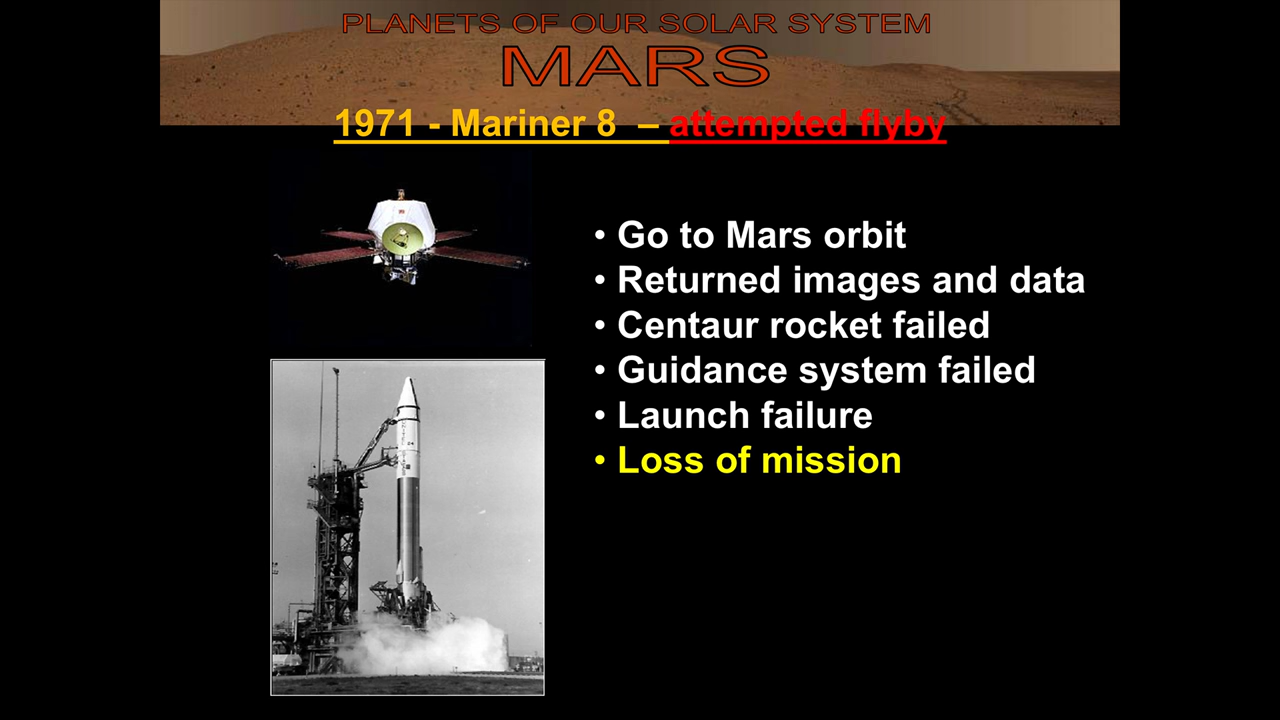 PLANETS OF OUR SOLAR SYSTEM
MARS
1971 - Mariner 8 – attempted flyby
• Go to Mars orbit
• Returned images and data
• Centaur rocket failed
• Guidance system failed
• Launch failure
• Loss of mission